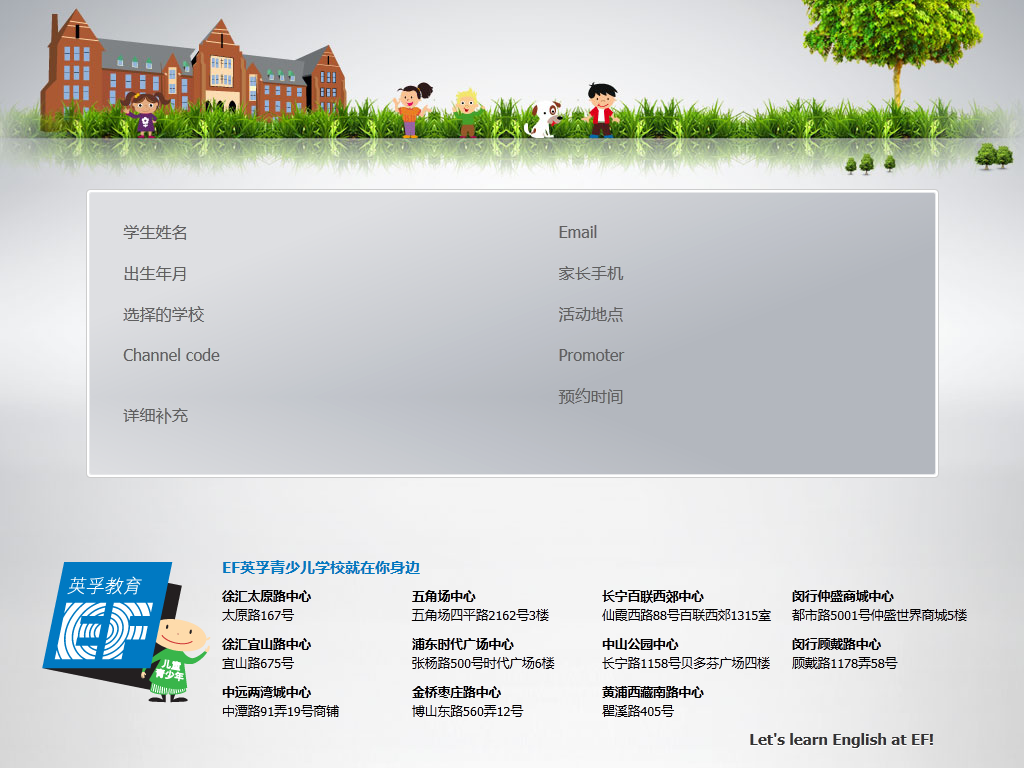 学生姓名
Email
出生年月
家长手机
选择的学校
活动地点
Channel code
Promoter
预约时间
详细补充
英孚教育
EF
儿童
青少年
EF英孚青少儿学校就在你身边
徐汇太原路中心
五角场中心
长宁百联西郊中心
闵行仲盛商城中心
太原路167号
五角场四平路2162号3楼
仙霞西路88号百联西郊1315室
都市路5001号仲盛世界商城5楼
徐汇宜山路中心
浦东时代广场中心
中山公园中心
闵行顾戴路中心
宜山路675号
张杨路500号时代广场6楼
长宁路1158号贝多芬广场四楼
顾戴路1178弄58号
中远两湾城中心
金桥枣庄路中心
黄浦西藏南路中心
中潭路91弄19号商铺
博山东路560弄12号
瞿溪路405号
Let's learn English at EF!